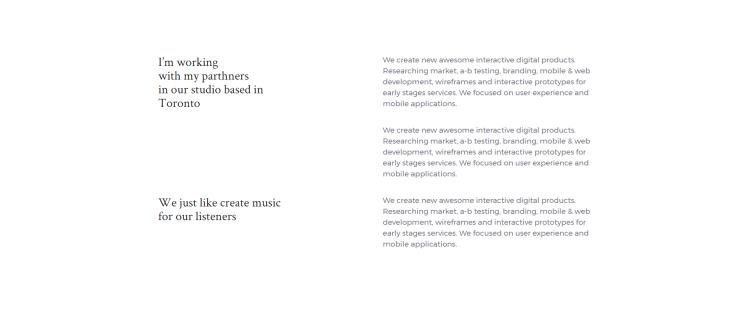 I'm working
with my parthners
in our studio based in
Toronto
We create new awesome interactive digital products.
Researching market, a-b testing, branding, mobile & web
development, wireframes and interactive prototypes for
early stages services. We focused on user experience and
mobile applications.
We create new awesome interactive digital products.
Researching market, a-b testing, branding, mobile & web
development, wireframes and interactive prototypes for
early stages services. We focused on user experience and
mobile applications.
We just like create music
for our listeners
We create new awesome interactive digital products.
Researching market, a-b testing, branding, mobile & web
development, wireframes and interactive prototypes for
early stages services. We focused on user experience and
mobile applications.